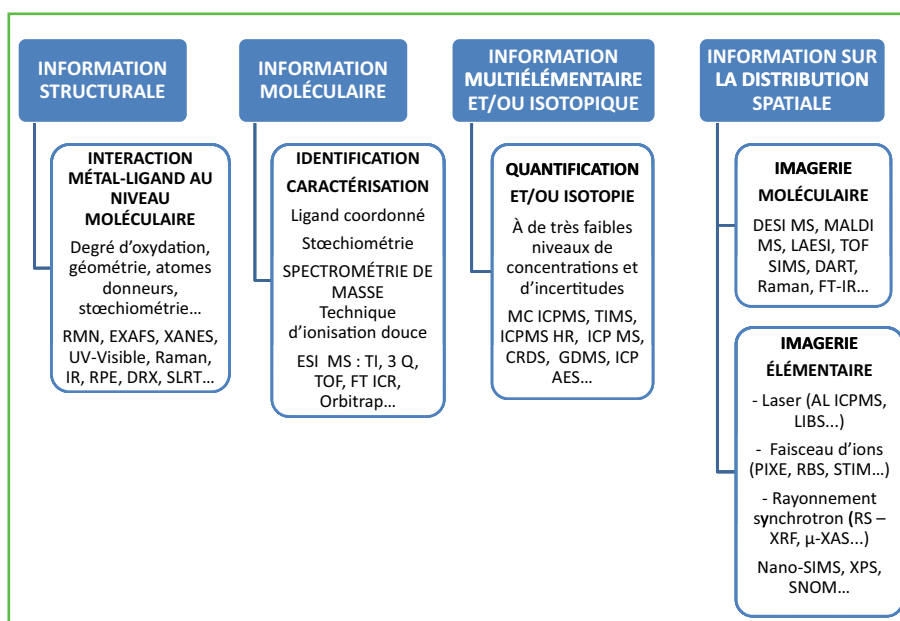 INFORMATION
STRUCTURALE
INTERACTION
MÉTAL-LIGAND AU
NIVEAU
MOLÉCULAIRE
Degré d'oxydation,
géométrie, atomes
donneurs,
stœchiométrie...
RMN, EXAFS, XANES,
UV-Visible, Raman,
IR, RPE, DRX, SLRT...
INFORMATION
MOLÉCULAIRE
IDENTIFICATION
CARACTÉRISATION
Ligand coordonné
Stœchiométrie
SPECTROMÉTRIE DE
MASSE
Technique
d'ionisation douce
ESI MS : TI, 3 Q,
TOF, FT ICR,
Orbitrap...
INFORMATION
MULTIÉLÉMENTAIRE
ET/OU ISOTOPIQUE
QUANTIFICATION
ET/OU ISOTOPIE
À de très faibles
niveaux de
concentrations et
d'incertitudes
MC ICPMS, TIMS,
ICPMS HR, ICP MS,
CRDS, GDMS, ICP
AES...
INFORMATION SUR
LA DISTRIBUTION
SPATIALE
IMAGERIE
MOLÉCULAIRE
DESI MS, MALDI
MS, LAESI, TOF
SIMS, DART,
Raman, FT-IR...
IMAGERIE
ÉLÉMENTAIRE
- Laser (AL ICPMS,
LIBS...)
- Faisceau d'ions
(PIXE, RBS, STIM...)
- Rayonnement
synchrotron (RS –
XRF, µ-XAS...)
Nano-SIMS, XPS,
SNOM...